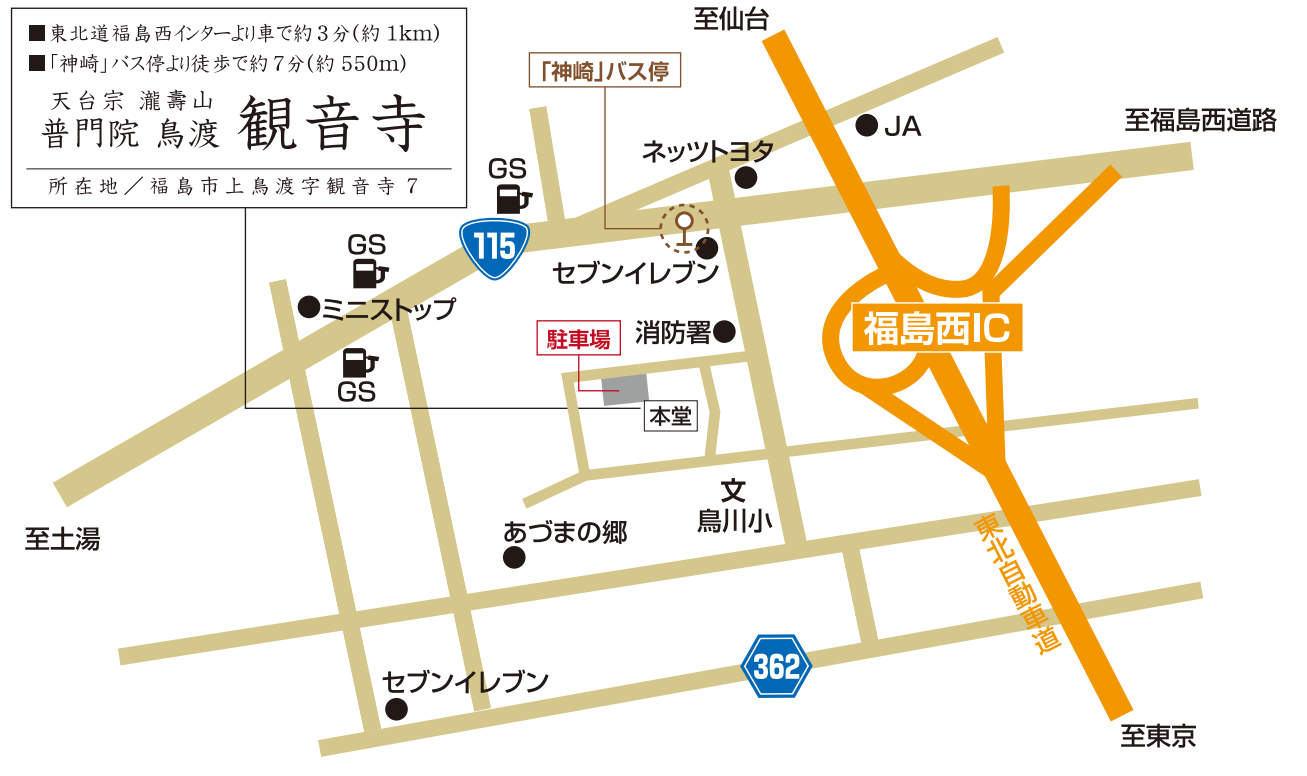 ■東北道福島西インターより車で約3分(約1km)
■「神崎」バス停より徒歩で約7分(約550m)
天台宗 瀧壽山
普門院 鳥渡 観音寺
所在地／福島市上鳥渡字観音寺 7
至仙台
「神崎」バス停
JA
至福島西道路
ネッツトヨタ
GS
115
GS
セブンイレブン
ミニストップ
駐車場
消防署
福島西IC
GS
本堂
文
鳥川小
至土湯
あづまの郷
東北自動車道
362
セブンイレブン
至東京